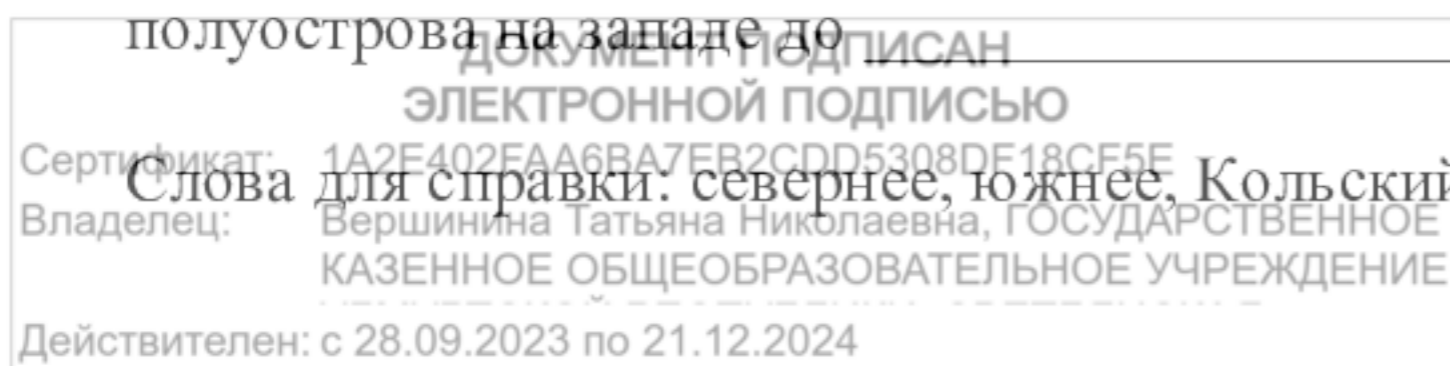 полуострова на западе до
ДОКУМЕНТ ПОДПИСАН
ЭЛЕКТРОННОЙ ПОДПИСЬЮ
Сертификат: 1A2E402FAA6BA7EB2CDD5308DF18CF5E
Слова для справки: севернее, южнее, Кольский
Владелец: Вершинина Татьяна Николаевна, ГОСУДАРСТВЕННОЕ
КАЗЕННОЕ ОБЩЕОБРАЗОВАТЕЛЬНОЕ УЧРЕЖДЕНИЕ
Действителен: с 28.09.2023 по 21.12.2024